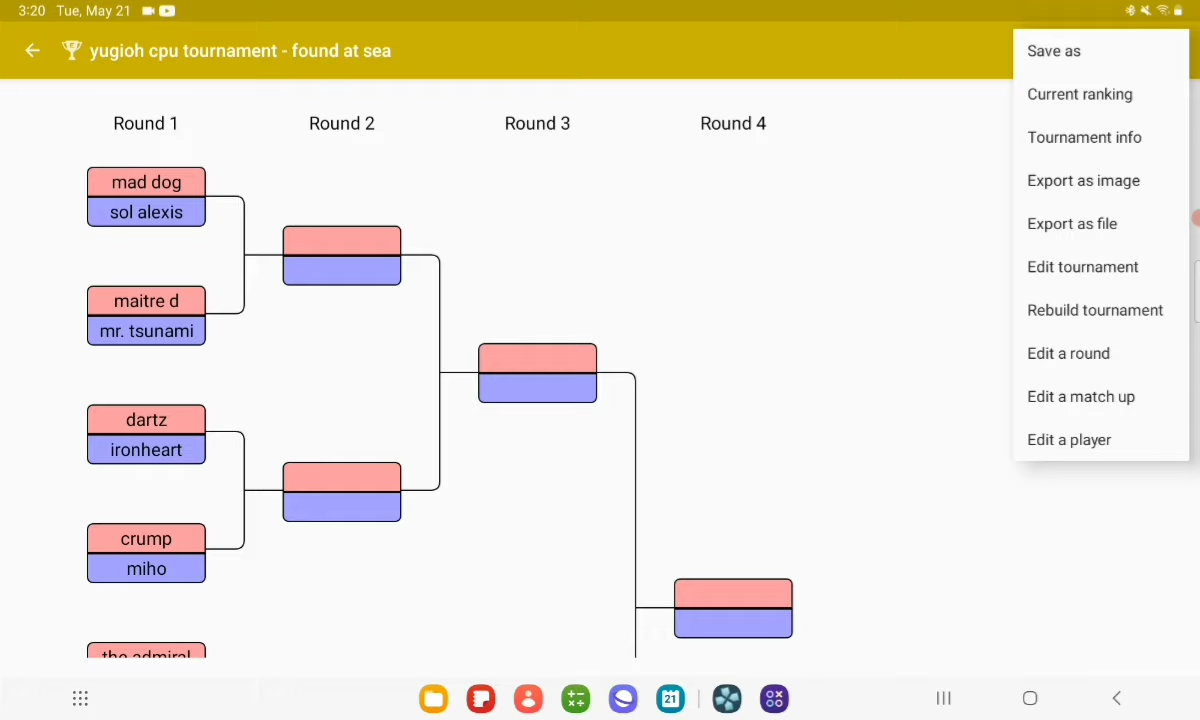 3:20 Tue, May 21
yugioh cpu tournament - found at sea
Save as
Current ranking
Tournament info
Export as image
Export as file
Edit tournament
Rebuild tournament
Edit a round
Edit a match up
Edit a player
Round 1
Round 2
Round 3
Round 4
mad dog
sol alexis
maitre d
mr. tsunami
dartz
ironheart
crump
miho
the admiral
21